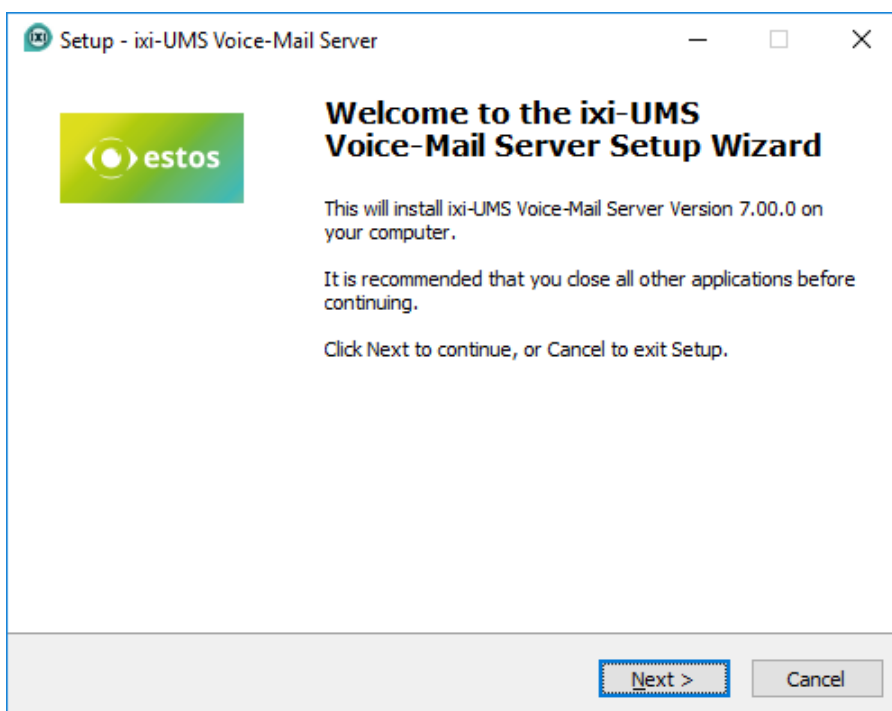 ixi
Setup - ixi-UMS Voice-Mail Server
estos
Welcome to the ixi-UMS
Voice-Mail Server Setup Wizard
This will install ixi-UMS Voice-Mail Server Version 7.00.0 on
your computer.
It is recommended that you close all other applications before
continuing.
Click Next to continue, or Cancel to exit Setup.
Next >
Cancel